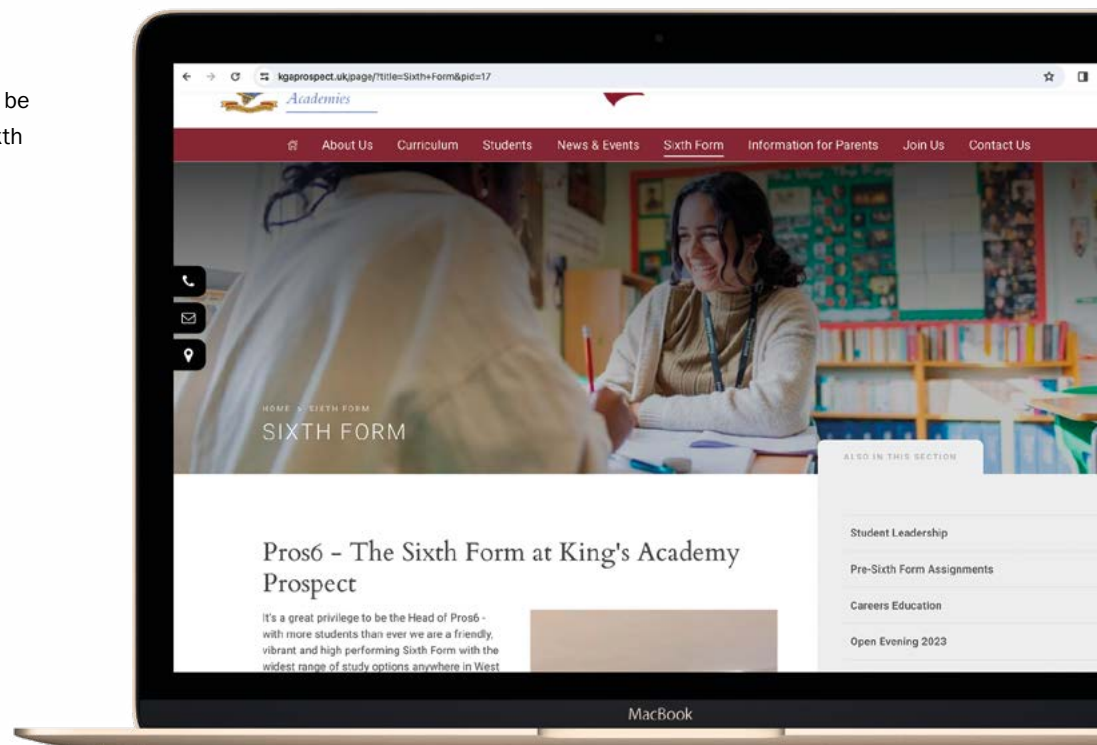 be
xth
kgaprospect.uk/page/?title=Sixth+Form&pid=17
Academies
About Us Curriculum Students News & Events Sixth Form Information for Parents Join Us Contact Us
HOME > SIXTH FORM
SIXTH FORM
ALSO IN THIS SECTION
Student Leadership
Pre-Sixth Form Assignments
Careers Education
Open Evening 2023
Pros6 - The Sixth Form at King's Academy
Prospect
It's a great privilege to be the Head of Pros6 -
with more students than ever we are a friendly,
vibrant and high performing Sixth Form with the
widest range of study options anywhere in West
MacBook